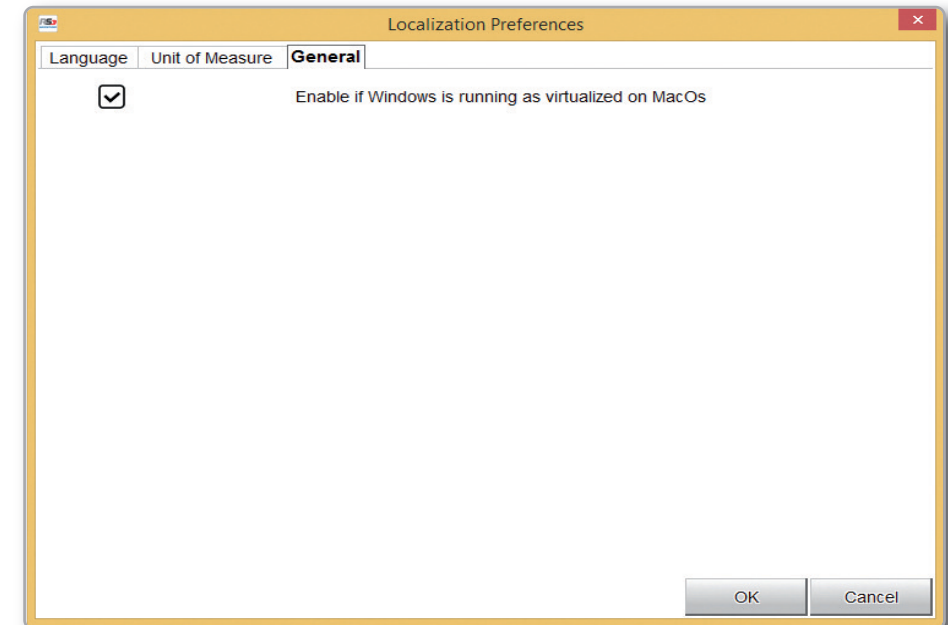 Localization Preferences
Language Unit of Measure General
Enable if Windows is running as virtualized on MacOs
OK Cancel